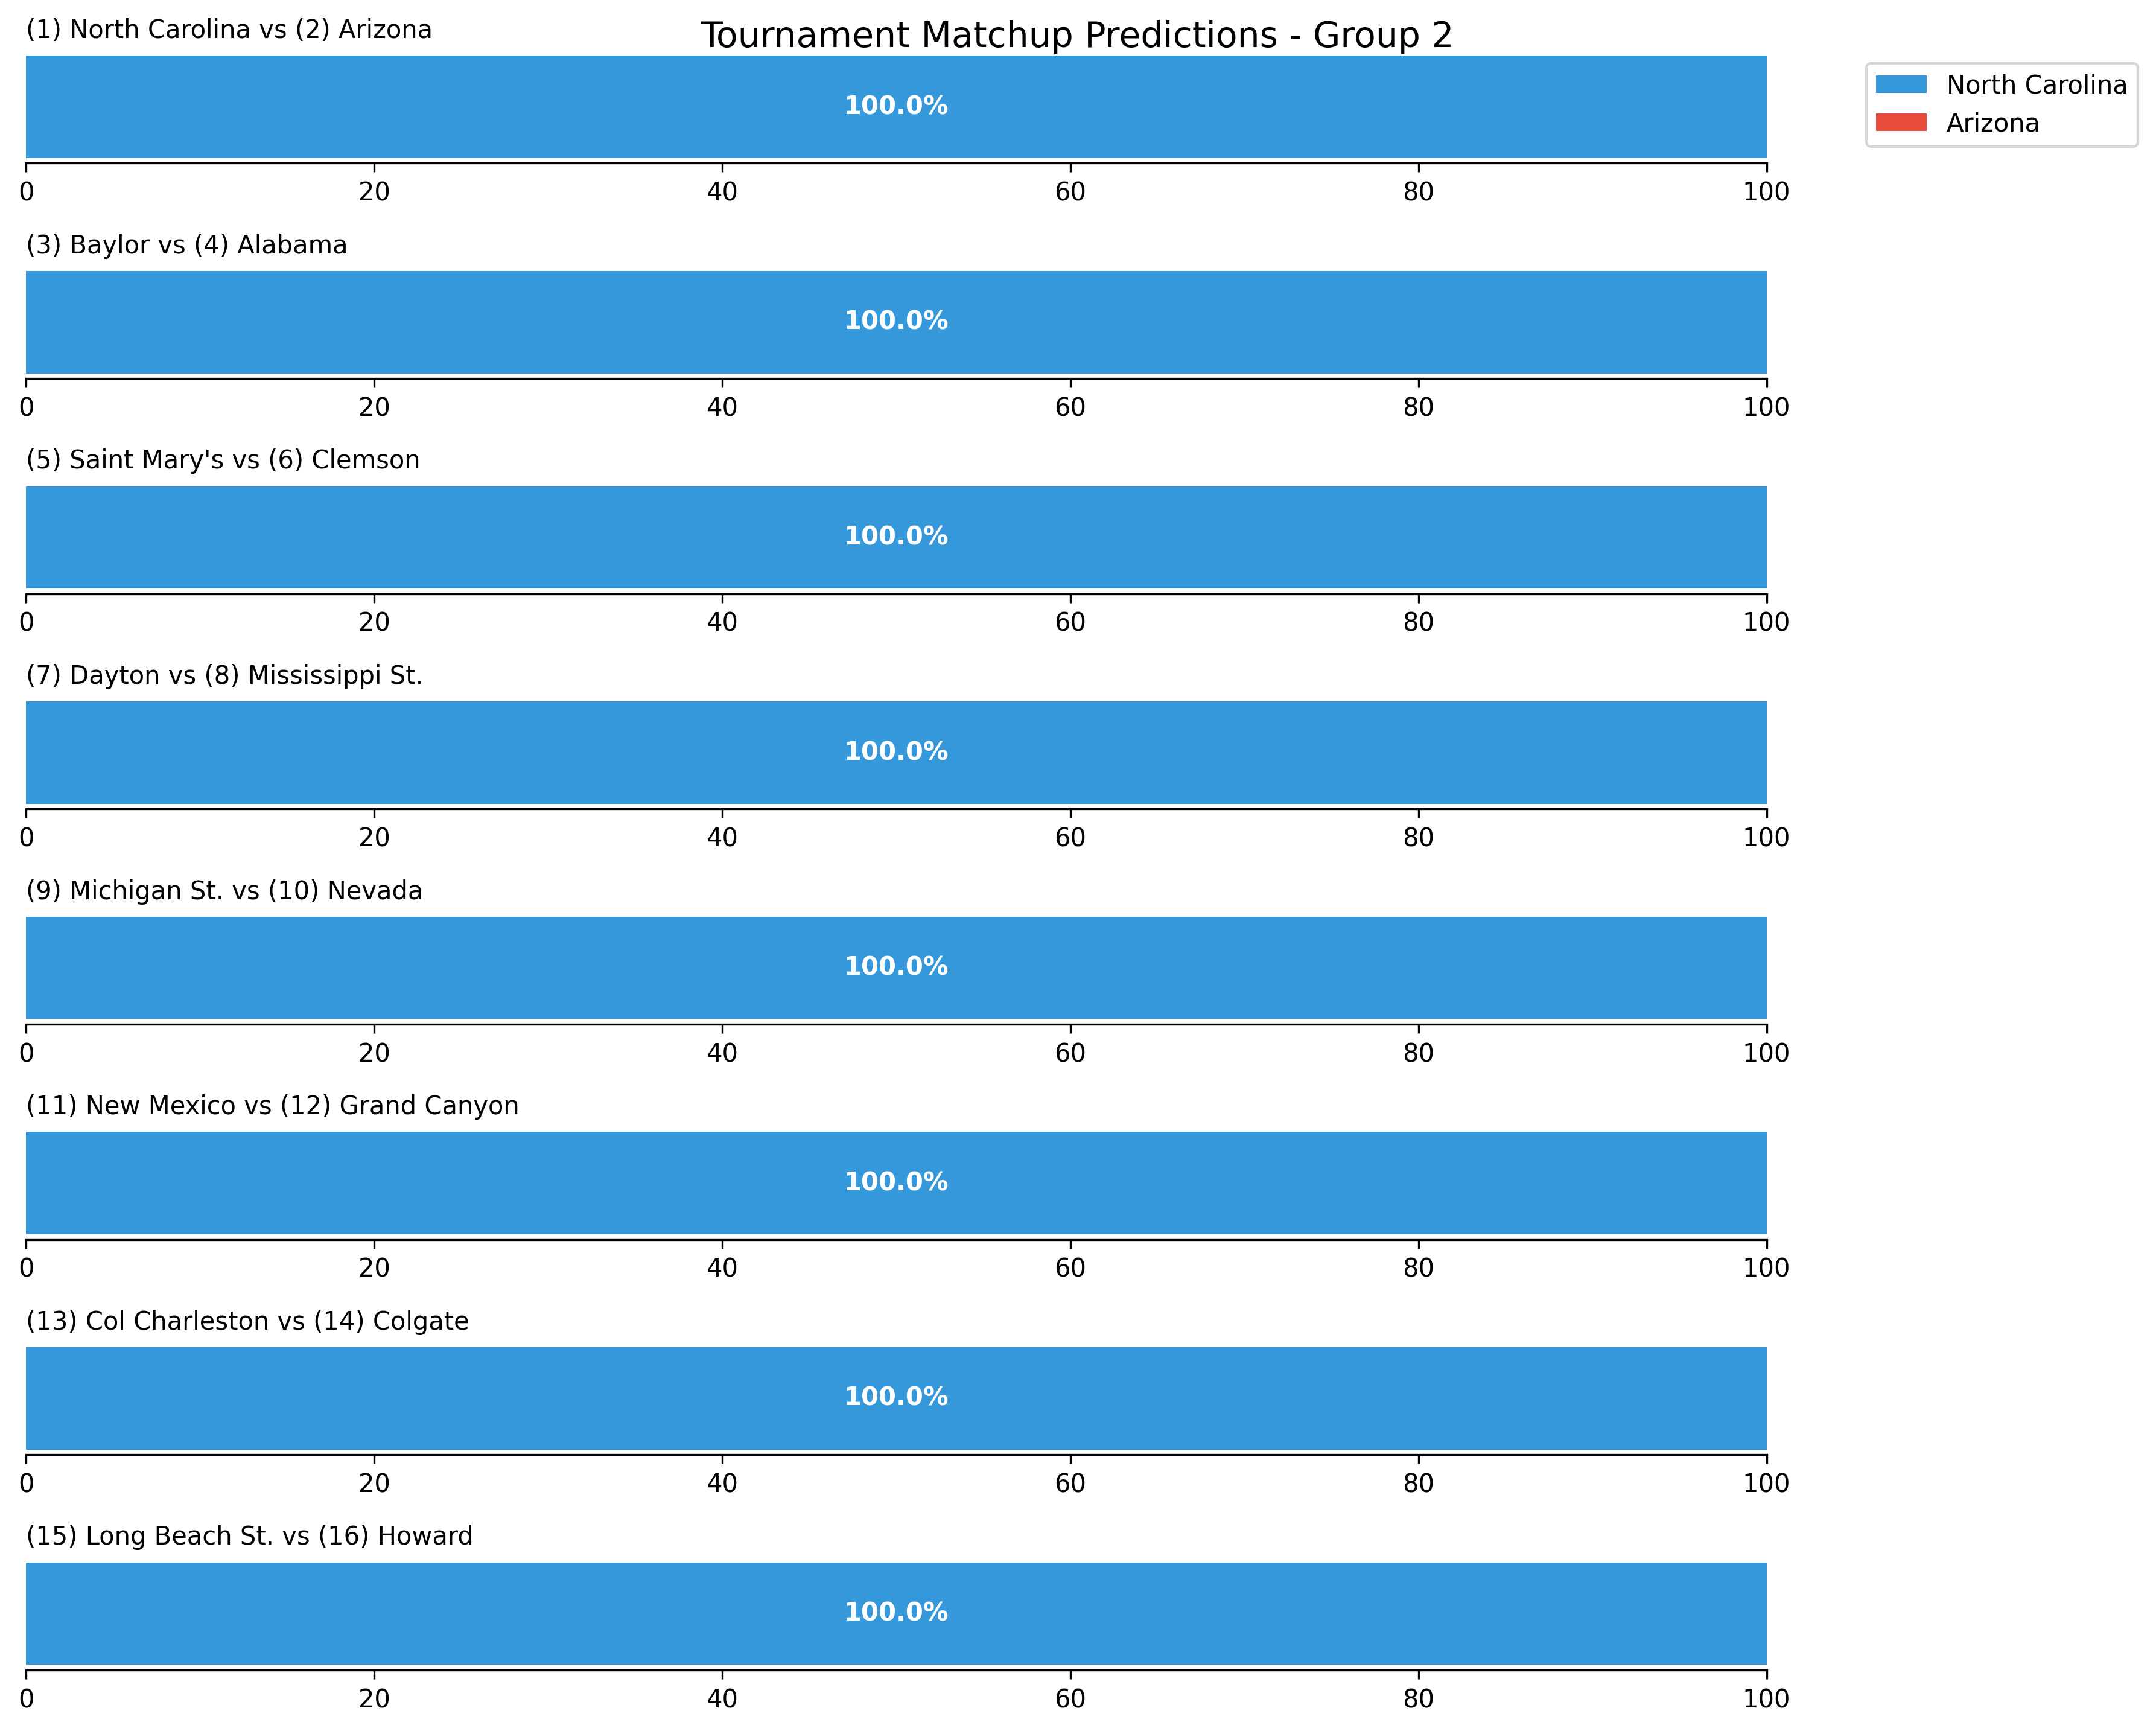 Tournament Matchup Predictions - Group 2
(1) North Carolina vs (2) Arizona
100.0%
0 20 40 60 80 100
North Carolina
Arizona
(3) Baylor vs (4) Alabama
100.0%
0 20 40 60 80 100
(5) Saint Mary's vs (6) Clemson
100.0%
0 20 40 60 80 100
(7) Dayton vs (8) Mississippi St.
100.0%
0 20 40 60 80 100
(9) Michigan St. vs (10) Nevada
100.0%
0 20 40 60 80 100
(11) New Mexico vs (12) Grand Canyon
100.0%
0 20 40 60 80 100
(13) Col Charleston vs (14) Colgate
100.0%
0 20 40 60 80 100
(15) Long Beach St. vs (16) Howard
100.0%
0 20 40 60 80 100